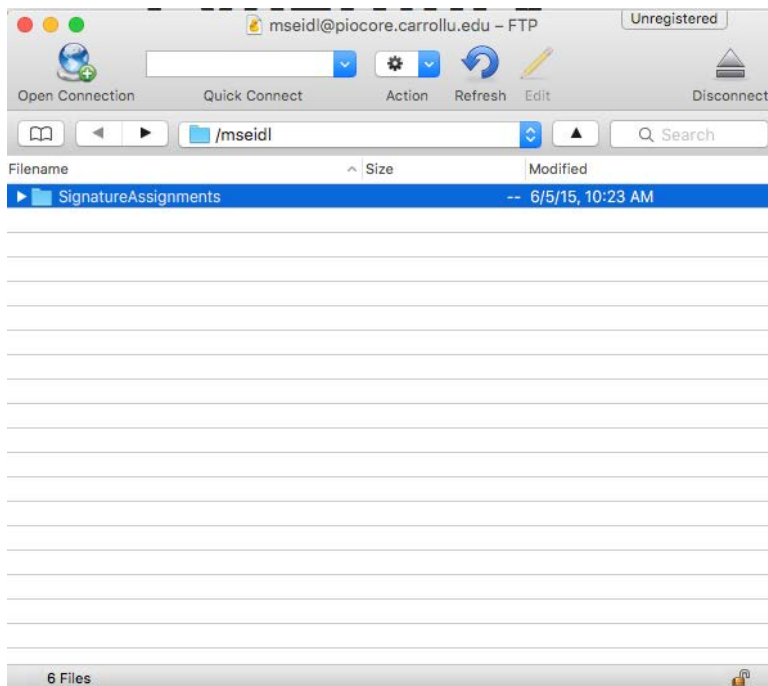 mseidl@piocore.carrollu.edu – FTP
Unregistered
Open Connection
Quick Connect
Action
Refresh
Edit
Disconnect
/mseidl
Search
Filename
Size
Modified
SignatureAssignments
-- 6/5/15, 10:23 AM
6 Files